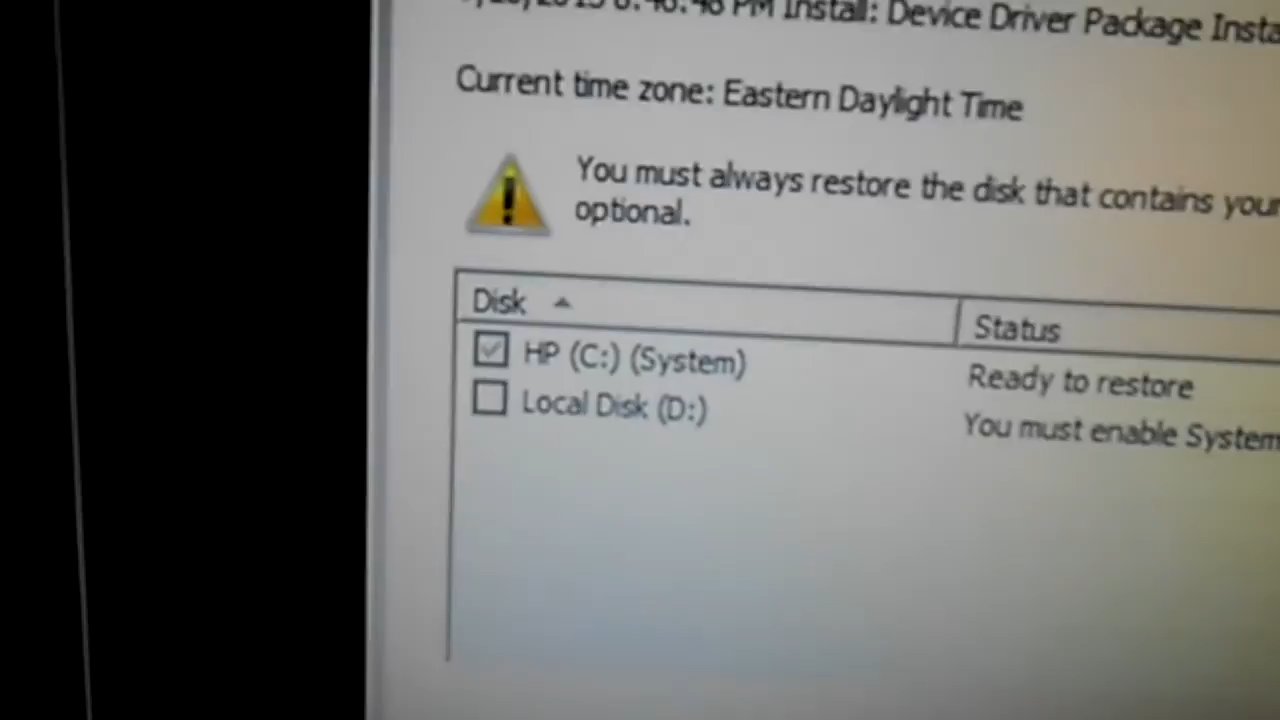 PM Install: Device Driver Package
Current time zone: Eastern Daylight Time
You must always restore the disk that contains your
optional.
Disk Status
HP (C:) (System) Ready to restore
Local Disk (D:) You must enable System